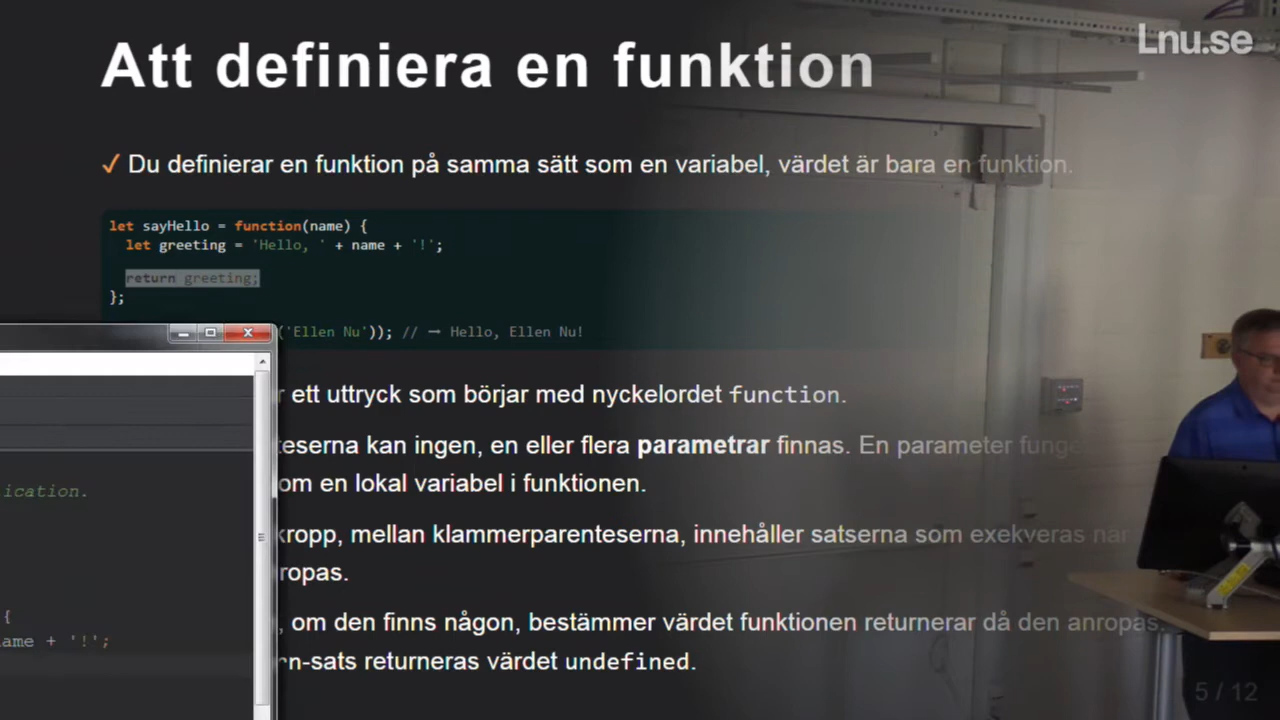 Lnu.se
Att definiera en funktion
✓ Du definierar en funktion på samma sätt som en variabel, värdet är bara en funktion.
let sayHello = function(name) {
let greeting = 'Hello, ' + name + '!';
return greeting;
};
('Ellen Nu')); // → Hello, Ellen Nu!
ett uttryck som börjar med nyckelordet function.
teserna kan ingen, en eller flera parametrar finnas. En parameter funge
om en lokal variabel i funktionen.
ication.
kropp, mellan klammerparenteserna, innehåller satserna som exekveras när
ropas.
{
, om den finns någon, bestämmer värdet funktionen returnerar då den anropas.
ame + '!';
rn-sats returneras värdet undefined.
5 / 12